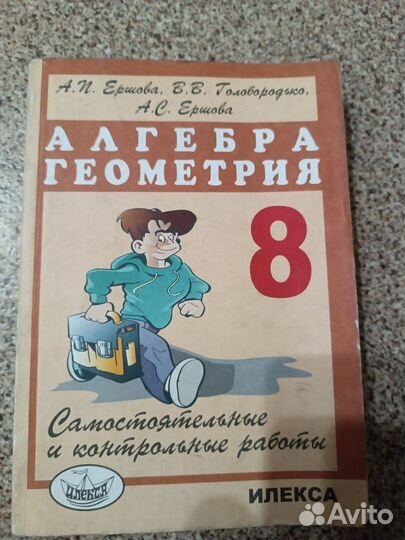 А.П. Ершова, В.В. Голобородько,
А.С. Ершова
АЛГЕБРА
ГЕОМЕТРИЯ
8
Самостоятельные
и контрольные работы
ИЛЕКСА
ИЛЕКСА
Avito